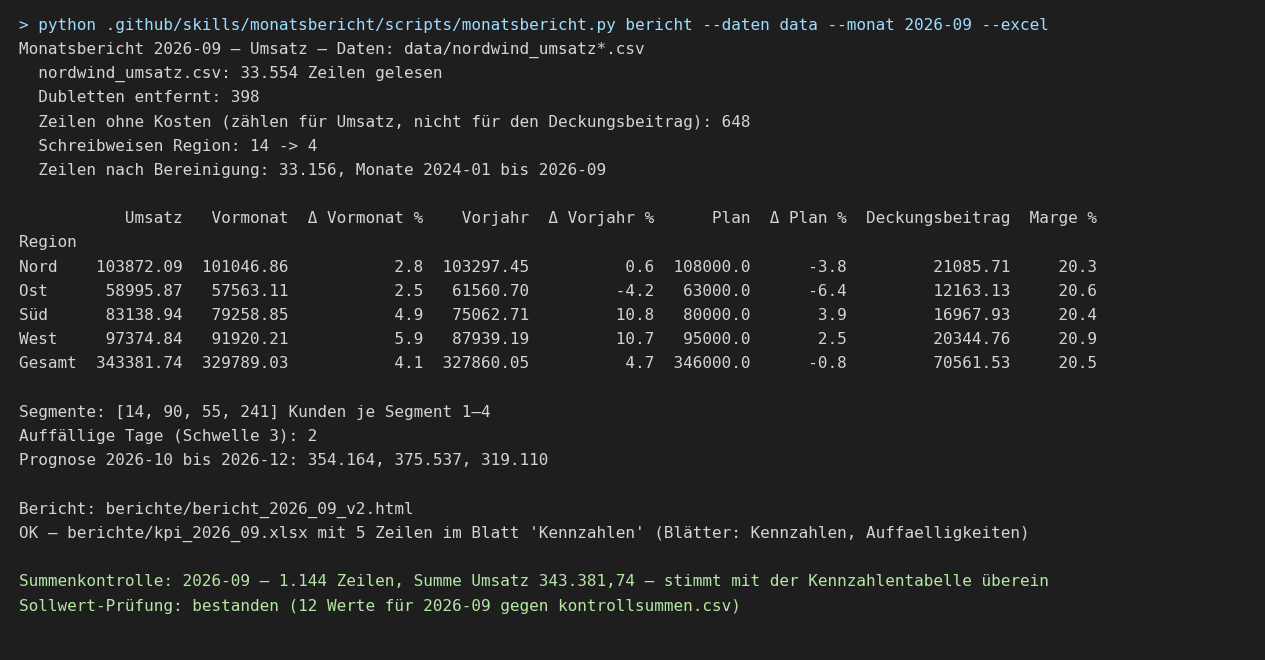 > python .github/skills/monatsbericht/scripts/monatsbericht.py bericht --daten data --monat 2026-09 --excel
Monatsbericht 2026-09 — Umsatz — Daten: data/nordwind_umsatz*.csv
nordwind_umsatz.csv: 33.554 Zeilen gelesen
Dubletten entfernt: 398
Zeilen ohne Kosten (zählen für Umsatz, nicht für den Deckungsbeitrag): 648
Schreibweisen Region: 14 -> 4
Zeilen nach Bereinigung: 33.156, Monate 2024-01 bis 2026-09
Umsatz Vormonat Δ Vormonat % Vorjahr Δ Vorjahr % Plan Δ Plan % Deckungsbeitrag Marge %
Region
Nord 103872.09 101046.86 2.8 103297.45 0.6 108000.0 -3.8 21085.71 20.3
Ost 58995.87 57563.11 2.5 61560.70 -4.2 63000.0 -6.4 12163.13 20.6
Süd 83138.94 79258.85 4.9 75062.71 10.8 80000.0 3.9 16967.93 20.4
West 97374.84 91920.21 5.9 87939.19 10.7 95000.0 2.5 20344.76 20.9
Gesamt 343381.74 329789.03 4.1 327860.05 4.7 346000.0 -0.8 70561.53 20.5
Segmente: [14, 90, 55, 241] Kunden je Segment 1–4
Auffällige Tage (Schwelle 3): 2
Prognose 2026-10 bis 2026-12: 354.164, 375.537, 319.110
Bericht: berichte/bericht_2026_09_v2.html
OK — berichte/kpi_2026_09.xlsx mit 5 Zeilen im Blatt 'Kennzahlen' (Blätter: Kennzahlen, Auffaelligkeiten)
Summenkontrolle: 2026-09 — 1.144 Zeilen, Summe Umsatz 343.381,74 — stimmt mit der Kennzahlentabelle überein
Sollwert-Prüfung: bestanden (12 Werte für 2026-09 gegen kontrollsummen.csv)